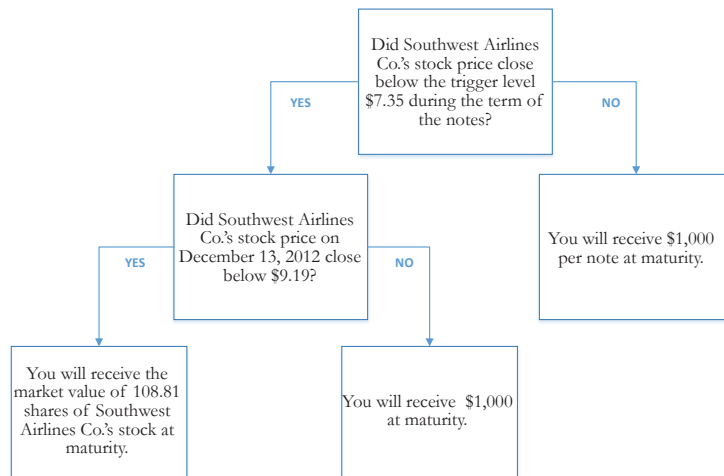 Did Southwest Airlines
Co.'s stock price close
below the trigger level
$7.35 during the term of
the notes?
YES
NO
Did Southwest Airlines
Co.'s stock price on
December 13, 2012 close
below $9.19?
You will receive $1,000
per note at maturity.
YES
NO
You will receive the
market value of 108.81
shares of Southwest
Airlines Co.'s stock at
maturity.
You will receive $1,000
at maturity.